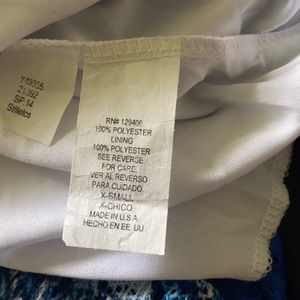 SF:14
Stilletos
RN# 129406
100% POLYESTER
LINING
100% POLYESTER
SEE REVERSE
FOR CARE
VER AL REVERSO
PARA CUIDADO.
X-SMALL
X-CHICO
MADE IN U.S.A.
HECHO EN EE. UU